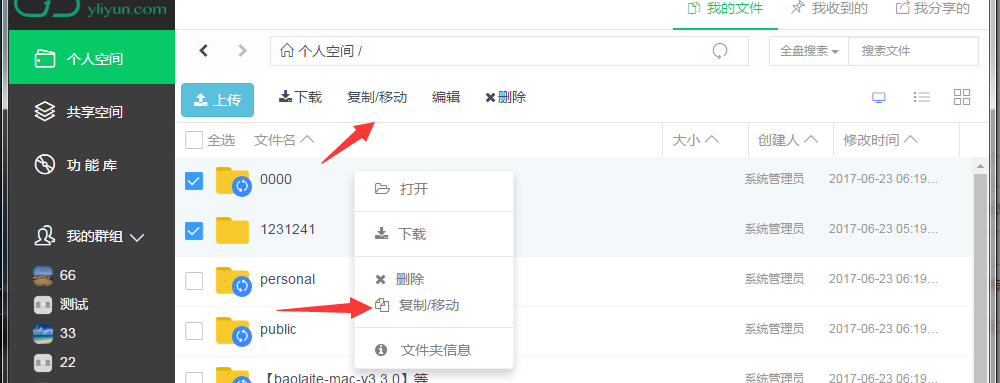 yliyun.com
我的文件 我收到的 我分享的
个人空间 个人空间 / 全盘搜索 搜索文件
共享空间 上传 下载 复制/移动 编辑 删除
全选 文件名 大小 创建人 修改时间
功 能 库
0000 系统管理员 2017-06-23 06:19...
打开
1231241 系统管理员 2017-06-23 05:19...
我的群组 下载
66 personal 删除 系统管理员 2017-06-23 06:19...
测试 复制/移动
33 public 系统管理员 2017-06-23 06:19...
22 文件夹信息
【baolaite-mac-v3.3.0】等 系统管理员 2017-06-23 06:19...